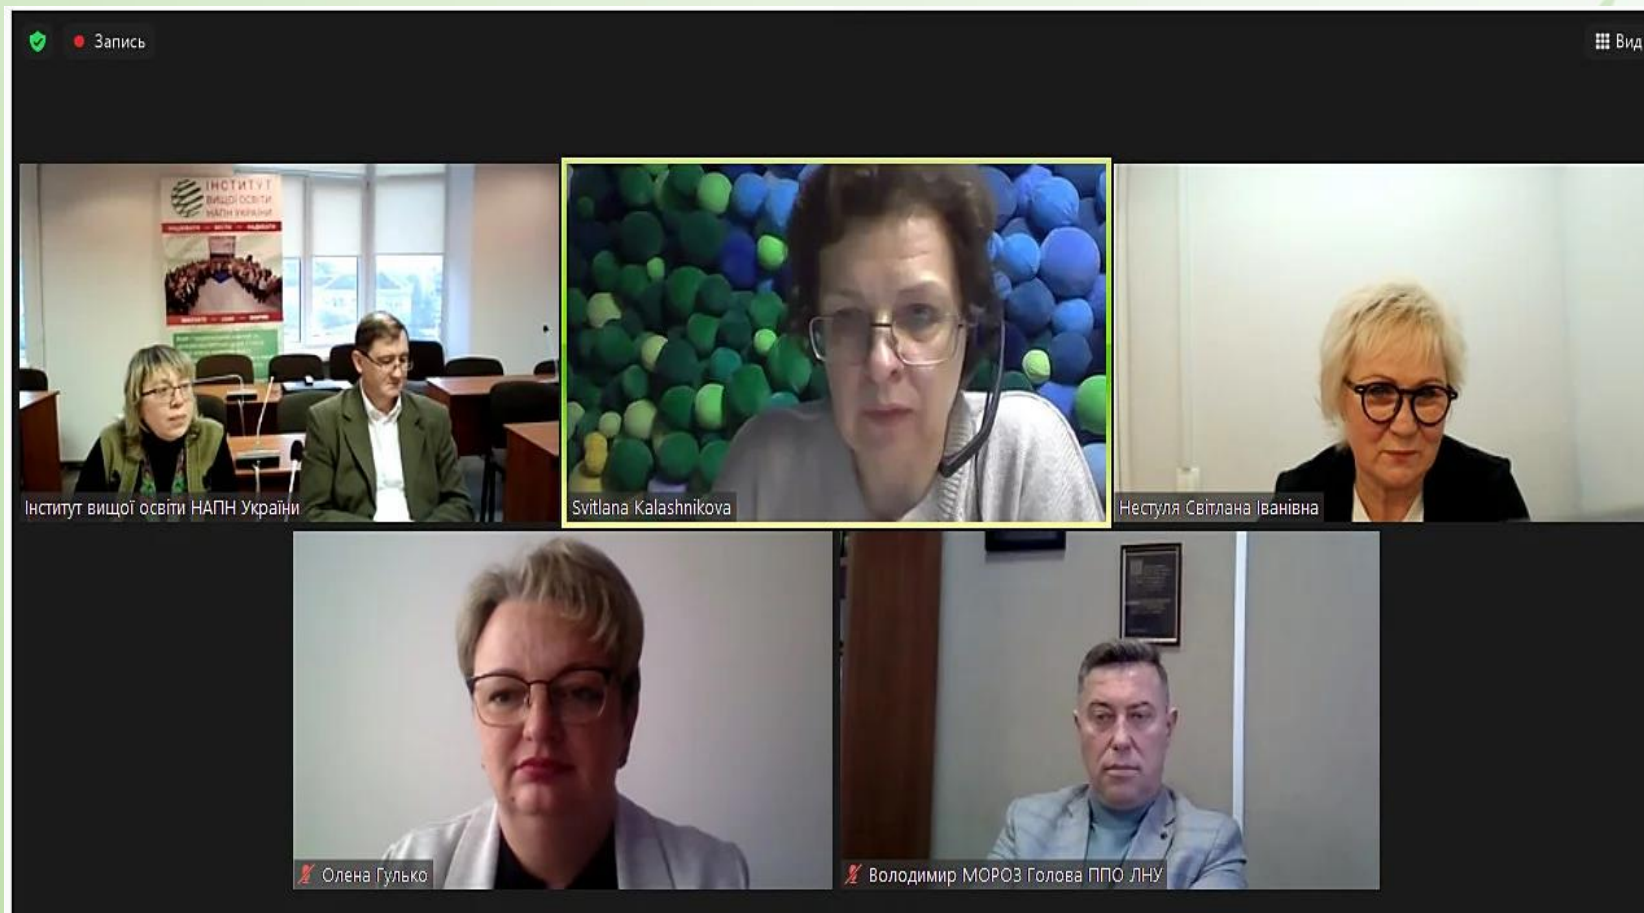 Запись
Вид
ІНСТИТУТ
ВИЩОЇ ОСВІТИ
НАПН УКРАЇНИ
Інститут вищої освіти НАПН України
Svitlana Kalashnikova
Нестуля Світлана Іванівна
Олена Гулько
Володимир МОРОЗ Голова ППО ЛНУ